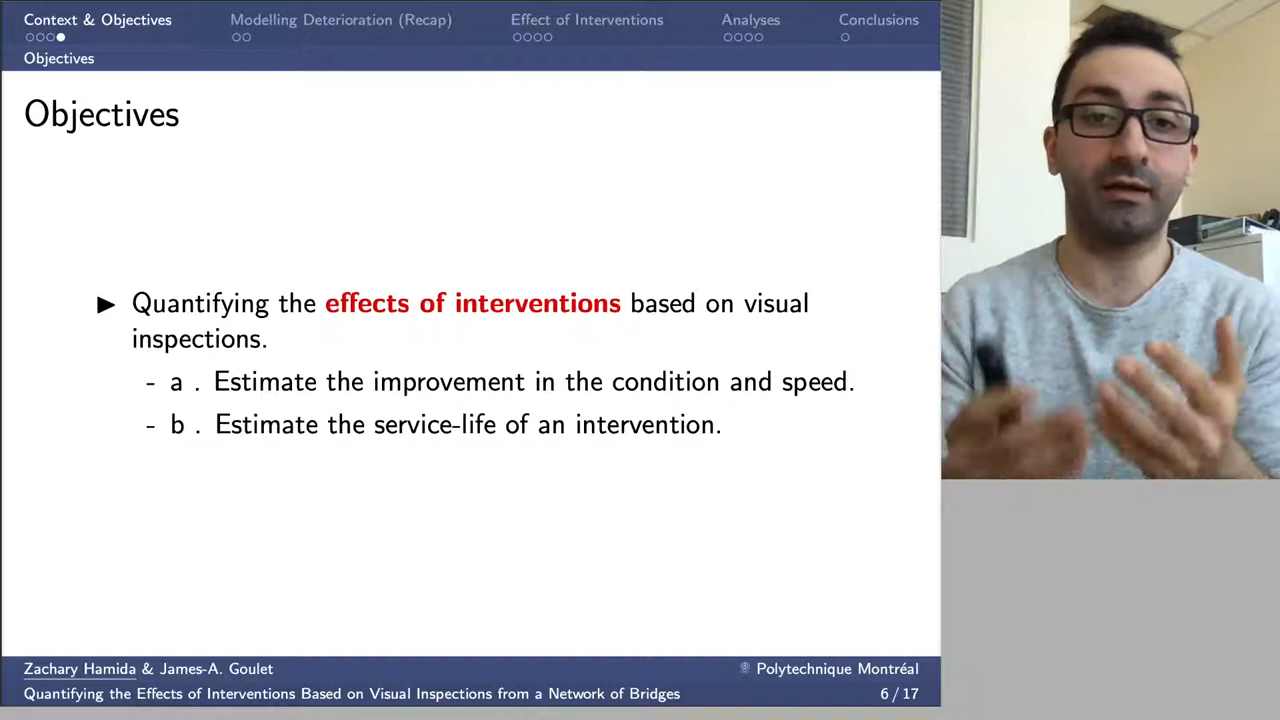 Context & Objectives
Modelling Deterioration (Recap)
Effect of Interventions
Analyses
Conclusions
Objectives
Objectives
▶ Quantifying the effects of interventions based on visual
inspections.
- a . Estimate the improvement in the condition and speed.
- b . Estimate the service-life of an intervention.
Zachary Hamida & James-A. Goulet
Polytechnique Montréal
Quantifying the Effects of Interventions Based on Visual Inspections from a Network of Bridges
6 / 17